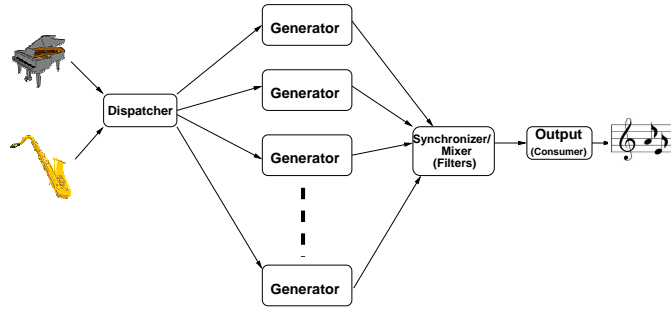 Generator
Generator
Dispatcher
Generator
Synchronizer/
Mixer
(Filters)
Output
(Consumer)
Generator